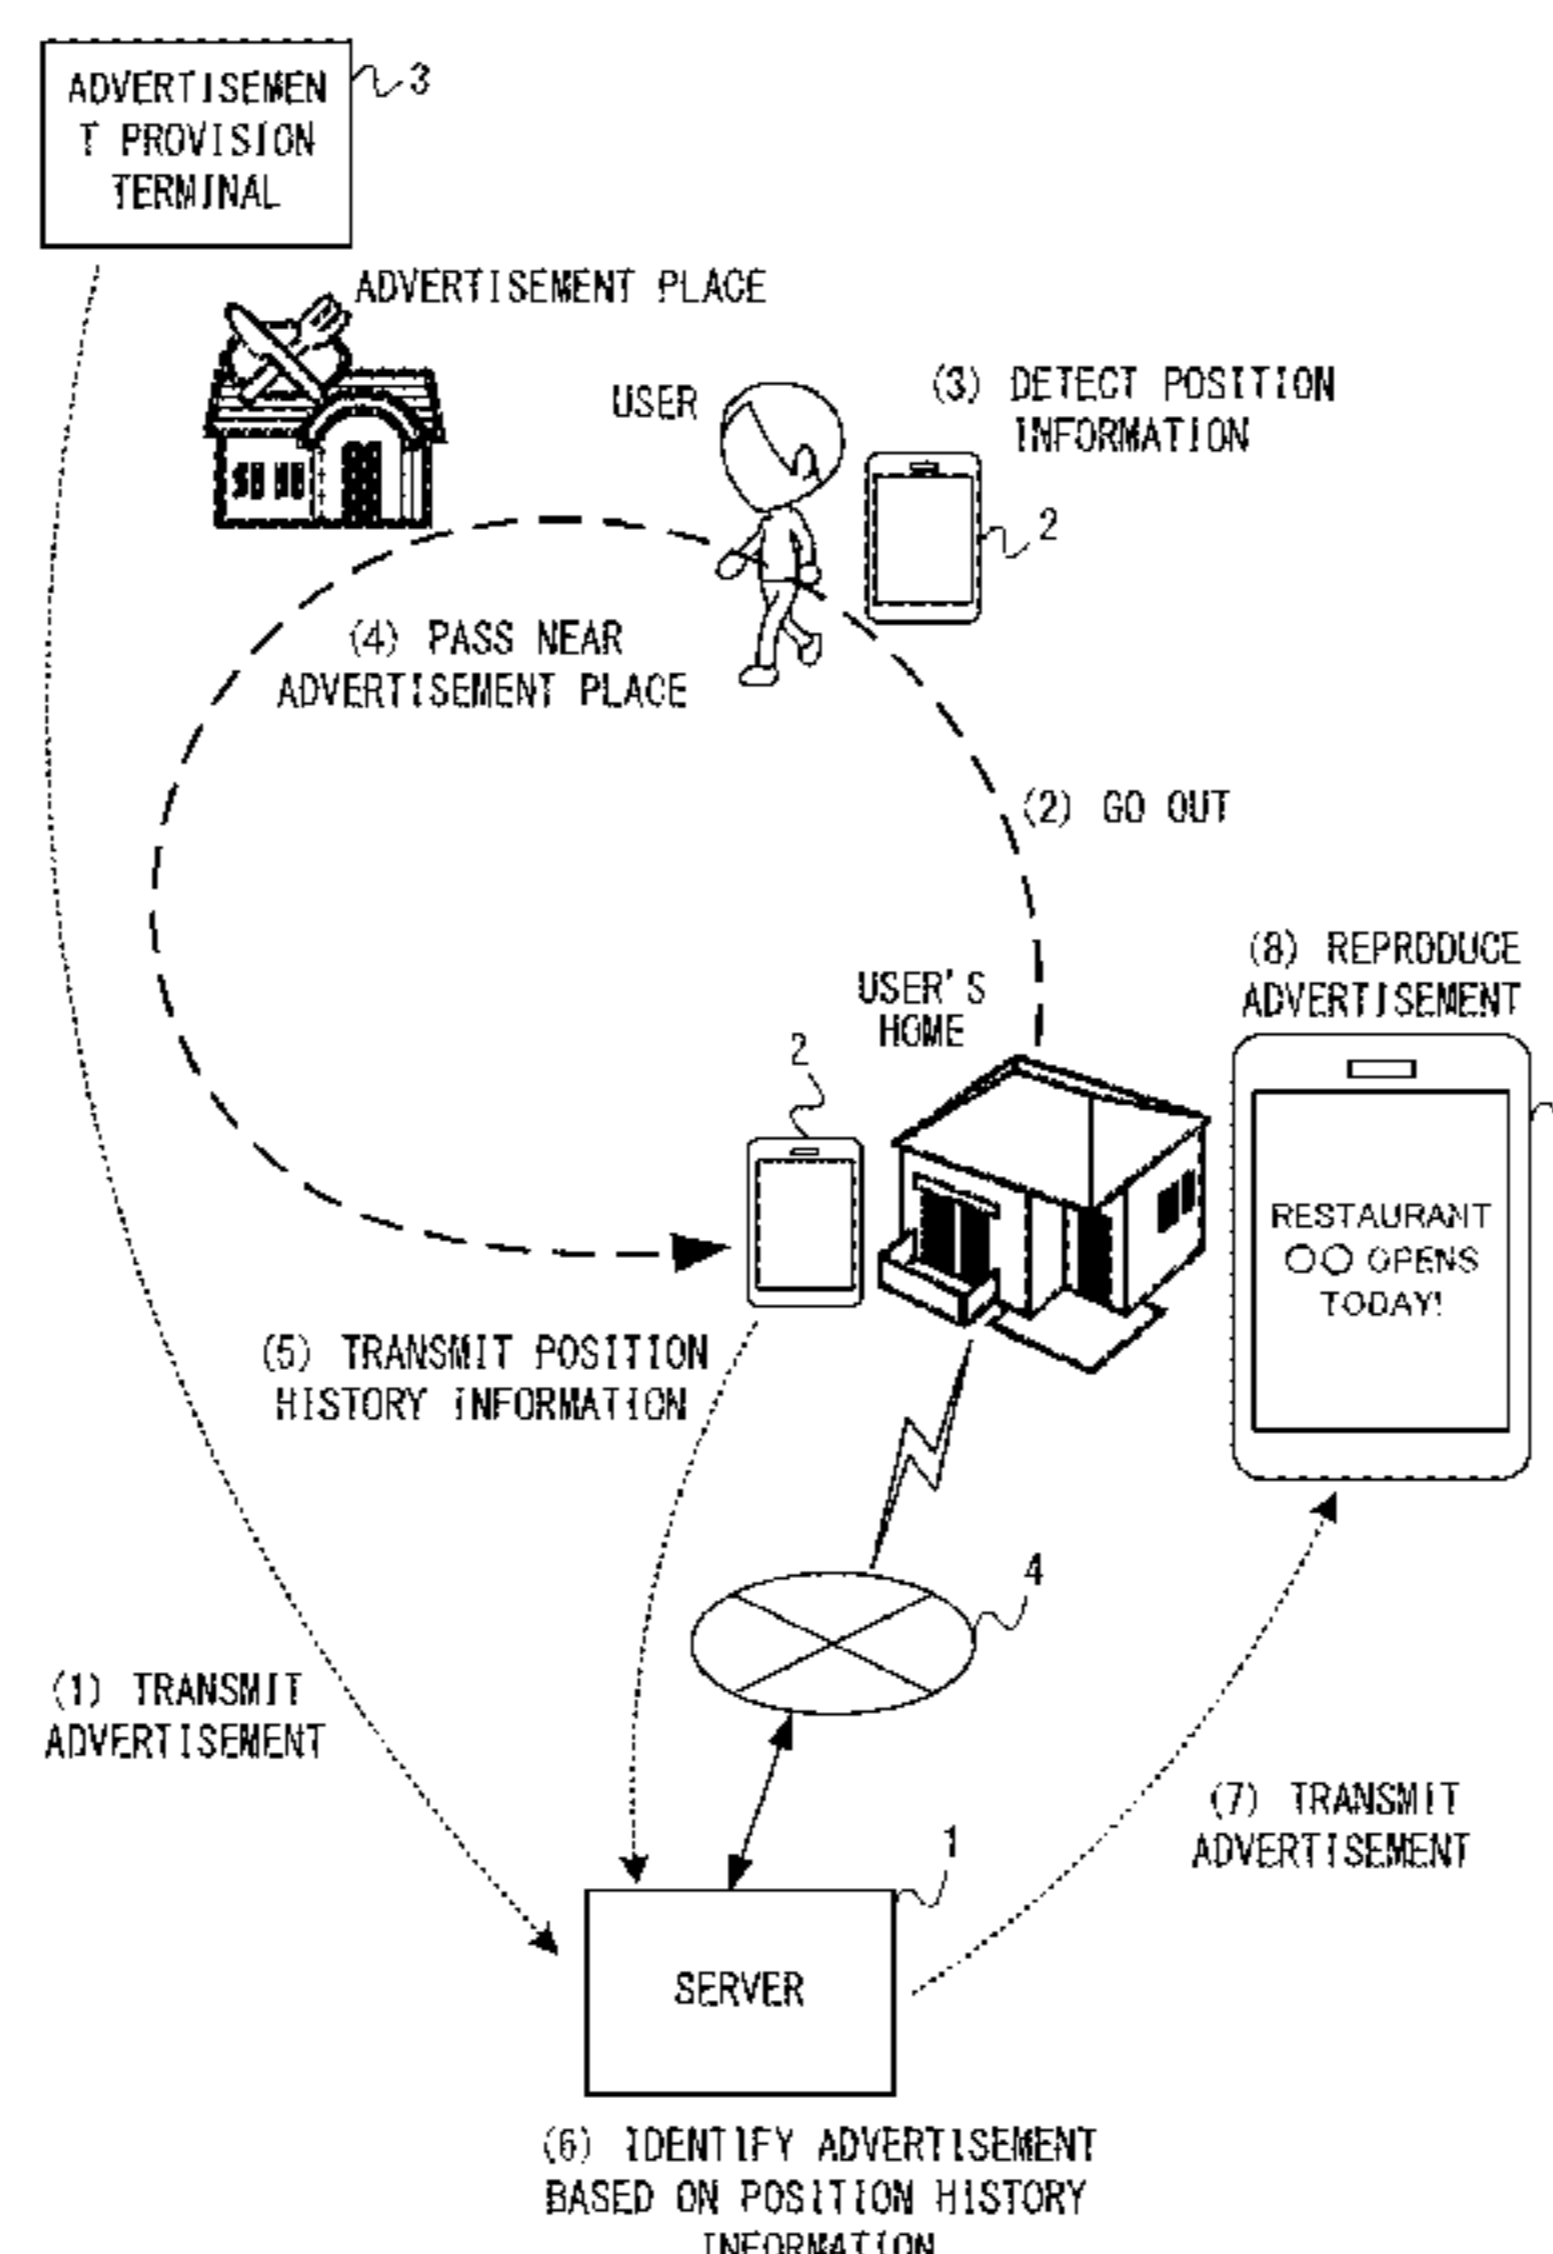 ADVERTISEMEN
T PROVISION
TERMINAL
3
ADVERTISEMENT PLACE
USER
(3) DETECT POSITION
INFORMATION
2
(4) PASS NEAR
ADVERTISEMENT PLACE
(2) GO OUT
(8) REPRODUCE
ADVERTISEMENT
USER'S
HOME
2
RESTAURANT
○○ OPENS
TODAY!
(5) TRANSMIT POSITION
HISTORY INFORMATION
4
(1) TRANSMIT
ADVERTISEMENT
(7) TRANSMIT
ADVERTISEMENT
1
SERVER
(6) IDENTIFY ADVERTISEMENT
BASED ON POSITION HISTORY
INFORMATION